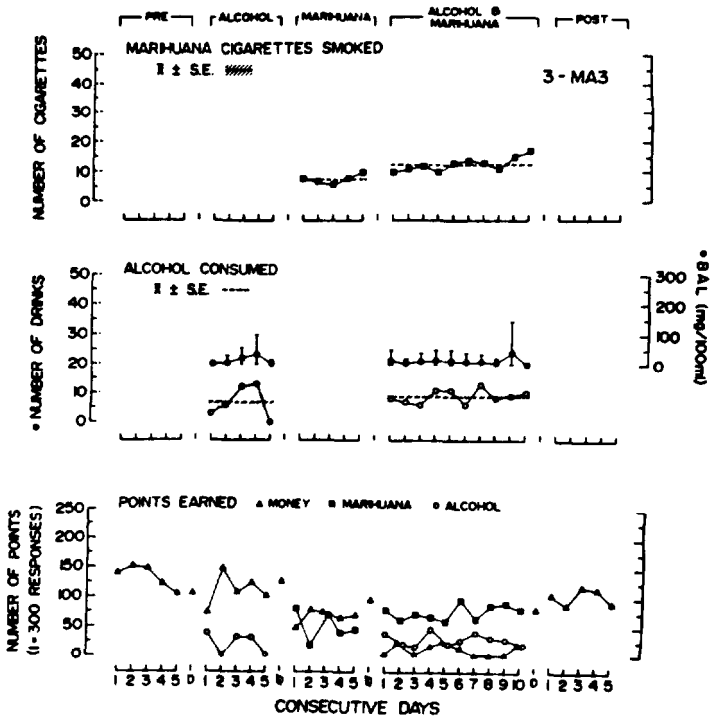 PRE ALCOHOL MARIHUANA ALCOHOL & MARIHUANA POST
MARIHUANA CIGARETTES SMOKED
x̄ ± S.E.
3-MA3
NUMBER OF CIGARETTES
50
40
30
20
10
0
ALCOHOL CONSUMED
x̄ ± S.E.
NUMBER OF DRINKS
50
40
30
20
10
0
300
200
100
0
BAL (mg/100ml)
POINTS EARNED MONEY MARIHUANA ALCOHOL
NUMBER OF POINTS
(1=300 RESPONSES)
250
200
150
100
50
0
1 2 3 4 5 1 2 3 4 5 1 2 3 4 5 1 2 3 4 5 6 7 8 9 10 1 2 3 4 5
CONSECUTIVE DAYS